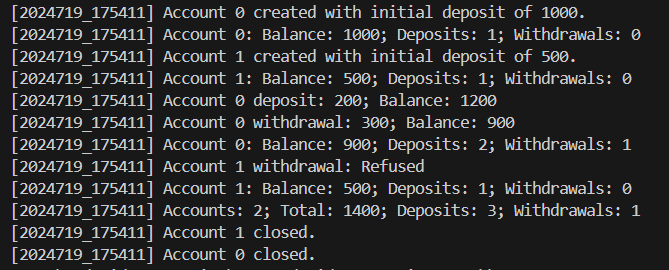 [2024719_175411] Account 0 created with initial deposit of 1000.
[2024719_175411] Account 0: Balance: 1000; Deposits: 1; Withdrawals: 0
[2024719_175411] Account 1 created with initial deposit of 500.
[2024719_175411] Account 1: Balance: 500; Deposits: 1; Withdrawals: 0
[2024719_175411] Account 0 deposit: 200; Balance: 1200
[2024719_175411] Account 0 withdrawal: 300; Balance: 900
[2024719_175411] Account 0: Balance: 900; Deposits: 2; Withdrawals: 1
[2024719_175411] Account 1 withdrawal: Refused
[2024719_175411] Account 1: Balance: 500; Deposits: 1; Withdrawals: 0
[2024719_175411] Accounts: 2; Total: 1400; Deposits: 3; Withdrawals: 1
[2024719_175411] Account 1 closed.
[2024719_175411] Account 0 closed.